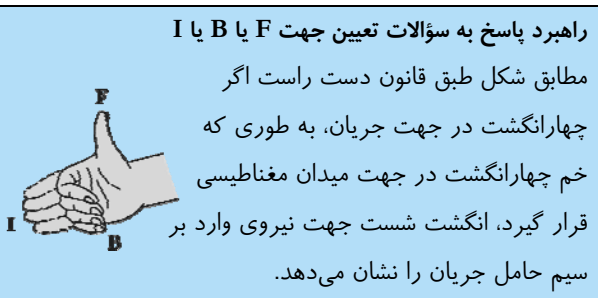 راهبرد پاسخ به سؤالات تعیین جهت F یا B یا I
مطابق شکل طبق قانون دست راست اگر
چهارانگشت در جهت جریان، به طوری که
خم چهارانگشت در جهت میدان مغناطیسی
قرار گیرد، انگشت شست جهت نیروی وارد بر
سیم حامل جریان را نشان می‌دهد.
F
I
B